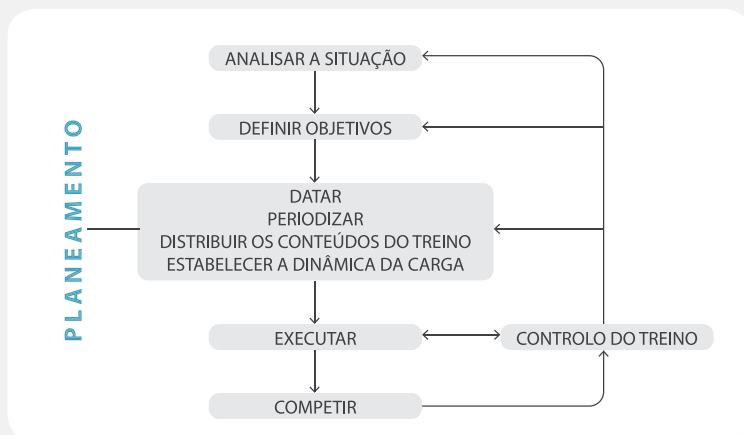 ANALISAR A SITUAÇÃO
DEFINIR OBJETIVOS
PLANEAMENTO
DATAR
PERIODIZAR
DISTRIBUIR OS CONTEÚDOS DO TREINO
ESTABELECER A DINÂMICA DA CARGA
EXECUTAR
CONTROLO DO TREINO
COMPETIR